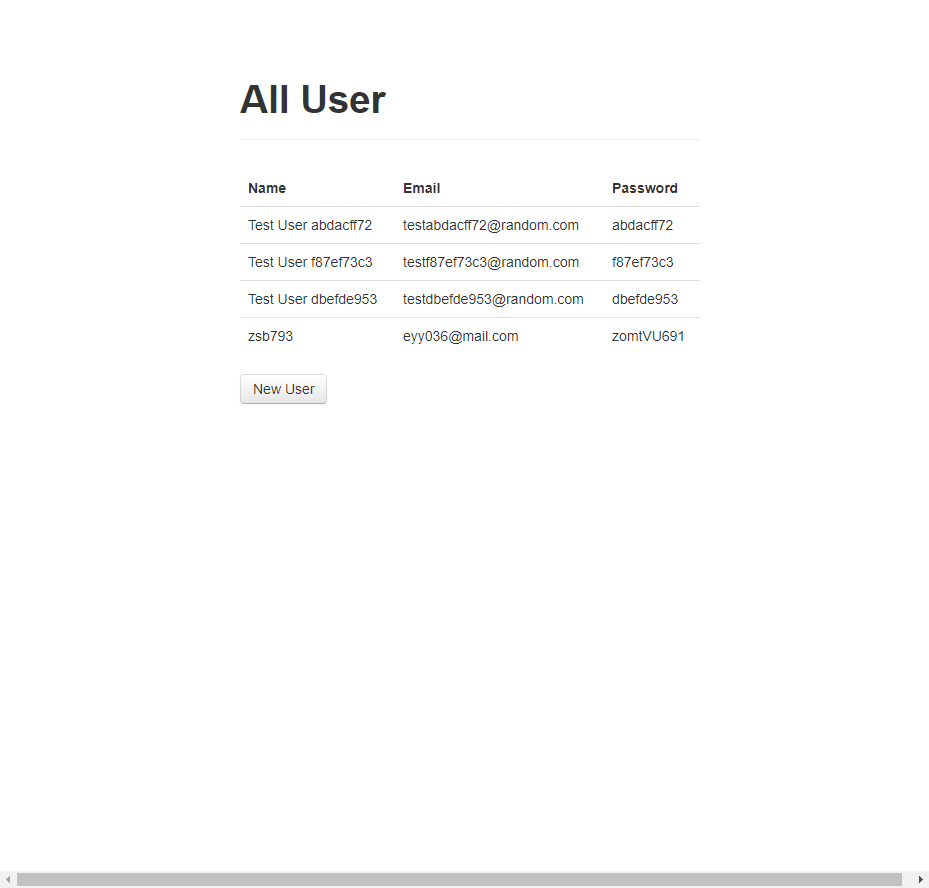 All User
Name Email Password
Test User abdacff72 testabdacff72@random.com abdacff72
Test User f87ef73c3 testf87ef73c3@random.com f87ef73c3
Test User dbefde953 testdbefde953@random.com dbefde953
zsb793 eyy036@mail.com zomtVU691
New User